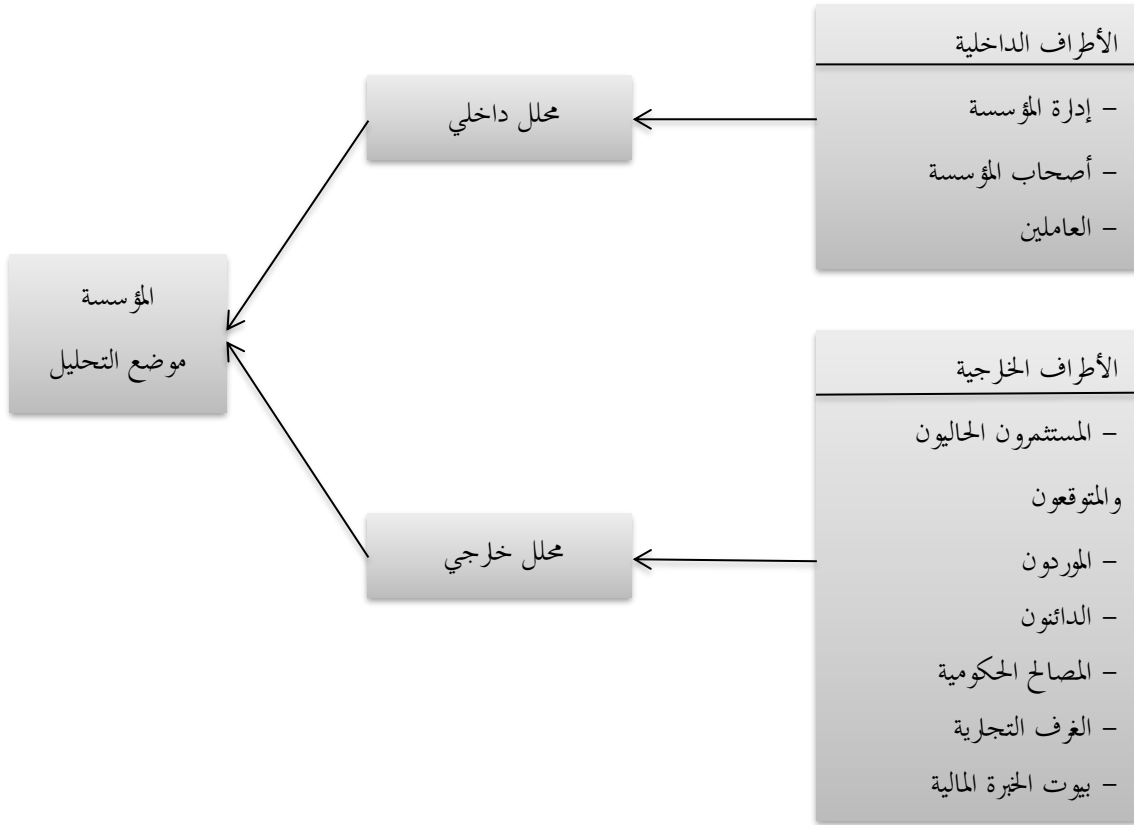 الأطراف الداخلية
– إدارة المؤسسة
– أصحاب المؤسسة
– العاملين
محلل داخلي
المؤسسة
موضع التحليل
الأطراف الخارجية
– المستثمرون الحاليون
والمتوقعون
– الموردون
– الدائنون
– المصالح الحكومية
– الغرف التجارية
– بيوت الخبرة المالية
محلل خارجي